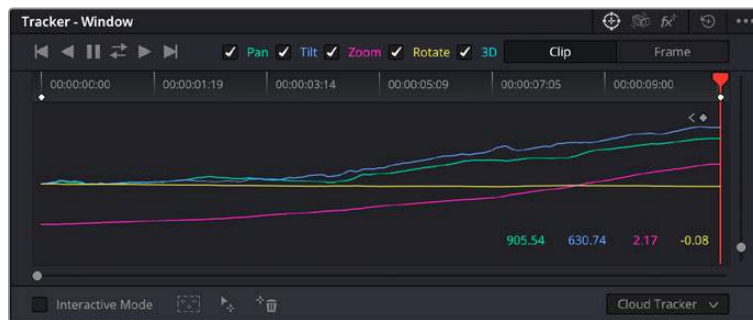 Tracker - Window
fx
Pan Tilt Zoom Rotate 3D Clip Frame
00:00:00:00 00:00:01:19 00:00:03:14 00:00:05:09 00:00:07:05 00:00:09:00
905.54 630.74 2.17 -0.08
Interactive Mode Cloud Tracker